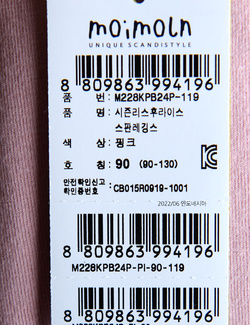 moimoln
UNIQUE SCANDISTYLE
8 809863 994196
품 번 : M228KPB24P-119
품 명 : 시즌리스후라이스
스판레깅스
색 상 : 핑크
호 칭 : 90 (90-130)
안전확인신고
확인증번호 : CB015R0919-1001
2022/06 인도네시아
8 809863 994196
M228KPB24P-PI-90-119
8 809863 994196